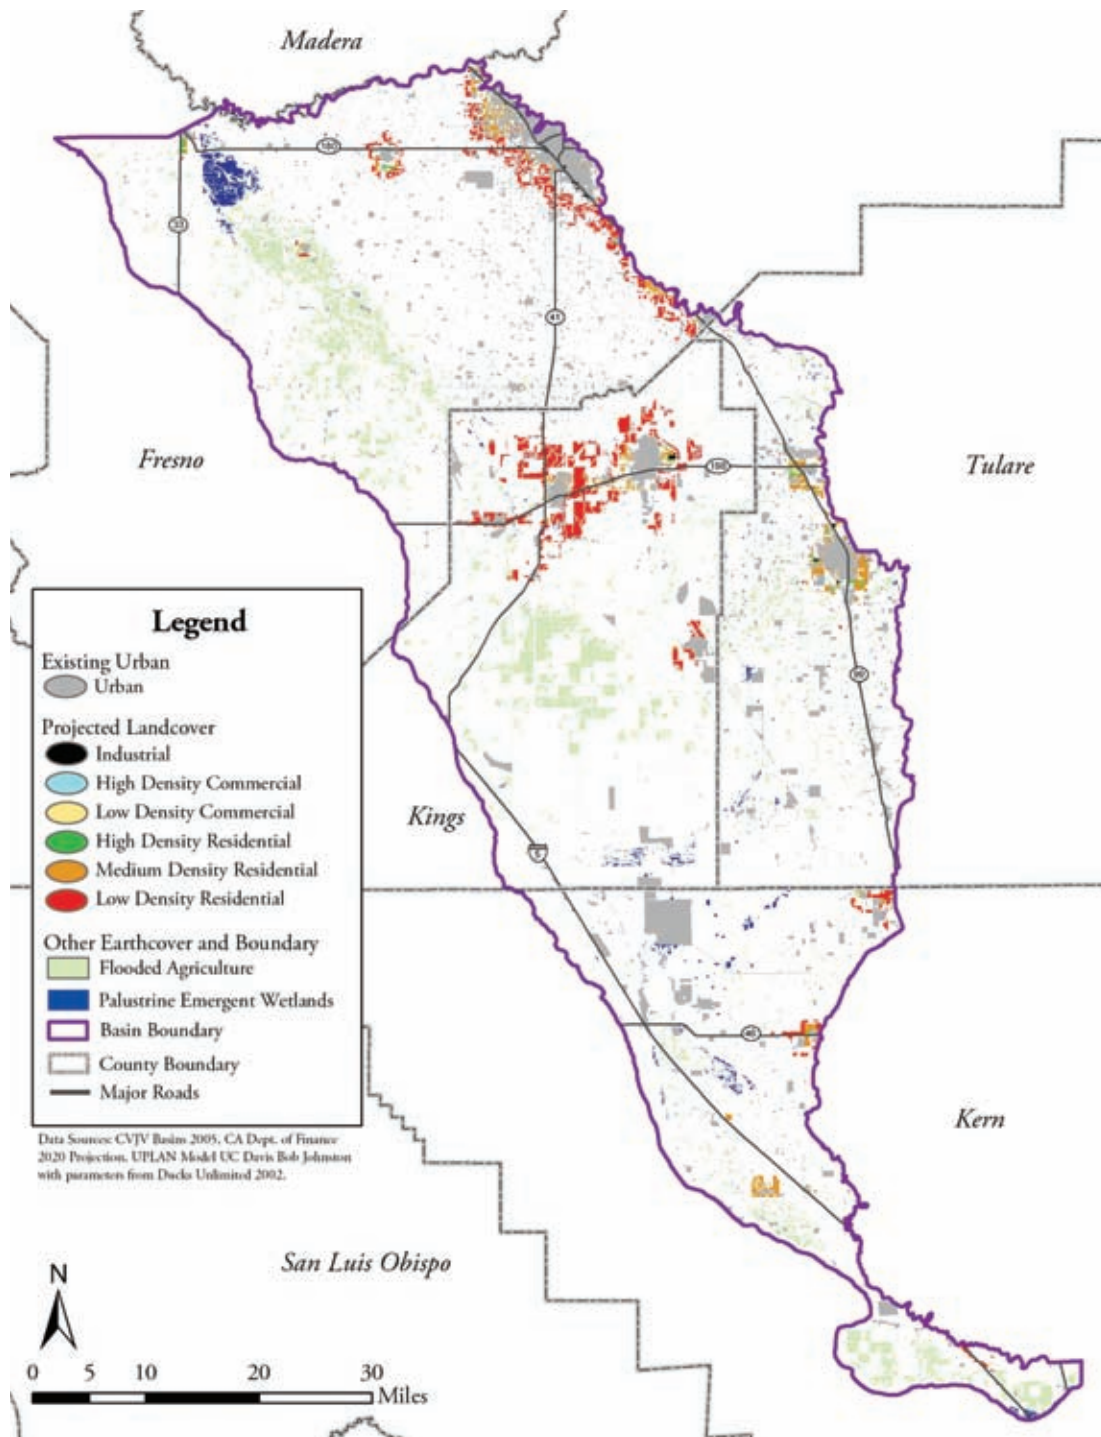 Madera
180
33
41
Fresno
198
Tulare
Legend
Existing Urban
Urban
99
Projected Landcover
Industrial
High Density Commercial
Low Density Commercial
Kings
High Density Residential
5
Medium Density Residential
Low Density Residential
Other Earthcover and Boundary
Flooded Agriculture
Palustrine Emergent Wetlands
Basin Boundary
46
County Boundary
Major Roads
Kern
Data Sources: CVJV Basins 2005, CA Dept. of Finance
2020 Projection, UPLAN Model UC Davis Bob Johnston
with parameters from Ducks Unlimited 2002.
San Luis Obispo
N
0 5 10 20 30
Miles